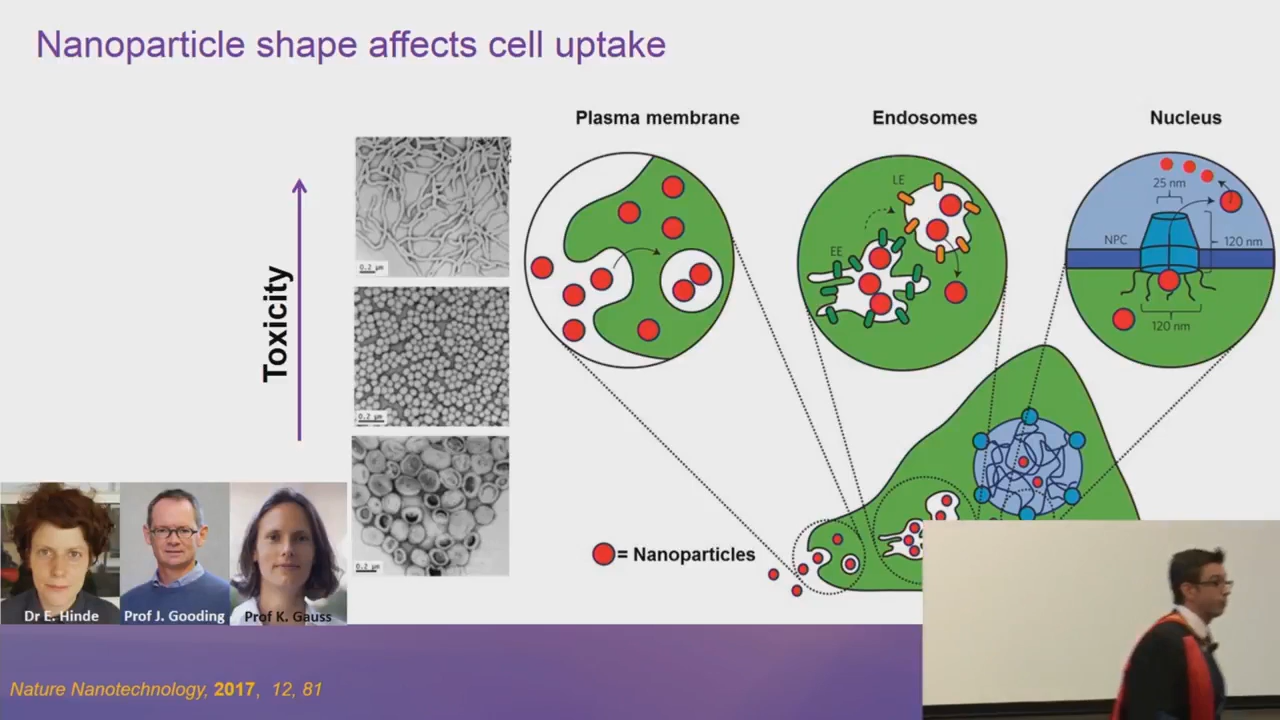 Nanoparticle shape affects cell uptake
Plasma membrane
Endosomes
Nucleus
Toxicity
0.2 µm
0.2 µm
0.2 µm
LE
EE
25 nm
NPC
120 nm
120 nm
= Nanoparticles
Dr E. Hinde
Prof J. Gooding
Prof K. Gauss
Nature Nanotechnology, 2017, 12, 81